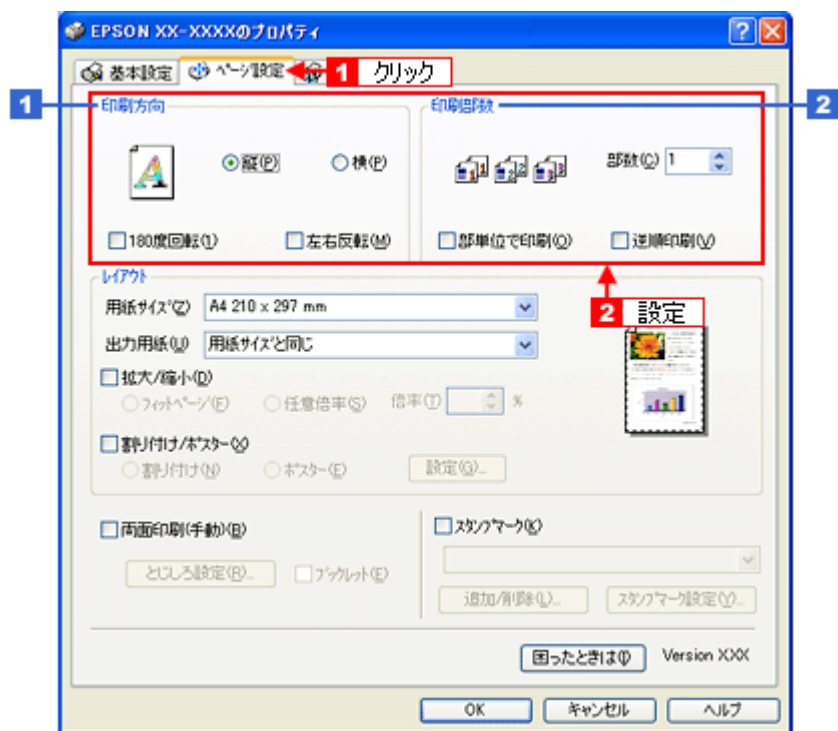 EPSON XX-XXXXのプロパティ
基本設定 ページ設定 1 クリック
1 印刷方向 印刷部数 2
縦(P) 横(P) 部数(C) 1
180度回転(1) 左右反転(M) 部単位で印刷(O) 逆順印刷(V)
レイアウト
2 設定
用紙サイズ(Z) A4 210 x 297 mm
出力用紙(U) 用紙サイズと同じ
拡大/縮小(D)
フィットページ(F) 任意倍率(S) 倍率(T) %
割り付け/ポスター(X)
割り付け(N) ポスター(E) 設定(G)...
両面印刷(手動)(B) スタンプマーク(K)
とじしろ設定(R)... ブックレット(E)
追加/削除(L)... スタンプマーク設定(Y)...
困ったときは(I) Version XXX
OK キャンセル ヘルプ